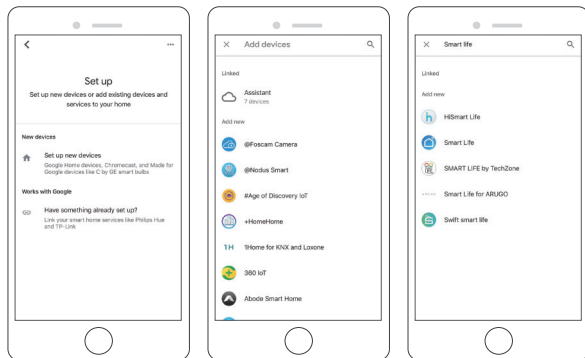 Set up
Set up new devices or add existing devices and
services to your home
New devices
Set up new devices
Google Home devices, Chromecast, and Made for
Google devices like C by GE smart bulbs
Works with Google
Have something already set up?
Link your smart home services like Philips Hue
and TP-Link
Add devices
Linked
Assistant
7 devices
Add new
@Foscam Camera
@Nodus Smart
#Age of Discovery IoT
+HomeHome
1H
1Home for KNX and Loxone
360 IoT
Abode Smart Home
Smart life
Linked
Add new
h
HiSmart Life
Smart Life
SMART LIFE by TechZone
Smart Life for ARUGO
Swift smart life